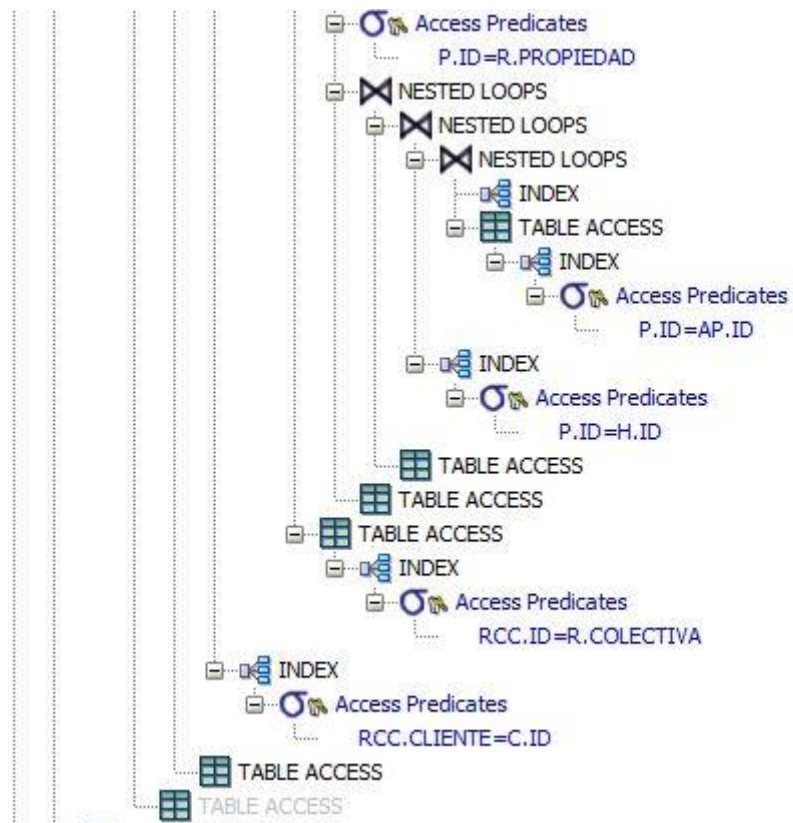 Access Predicates
P.ID=R.PROPIEDAD
NESTED LOOPS
NESTED LOOPS
NESTED LOOPS
INDEX
TABLE ACCESS
INDEX
Access Predicates
P.ID=AP.ID
INDEX
Access Predicates
P.ID=H.ID
TABLE ACCESS
TABLE ACCESS
TABLE ACCESS
INDEX
Access Predicates
RCC.ID=R.COLECTIVA
INDEX
Access Predicates
RCC.CLIENTE=C.ID
TABLE ACCESS
TABLE ACCESS